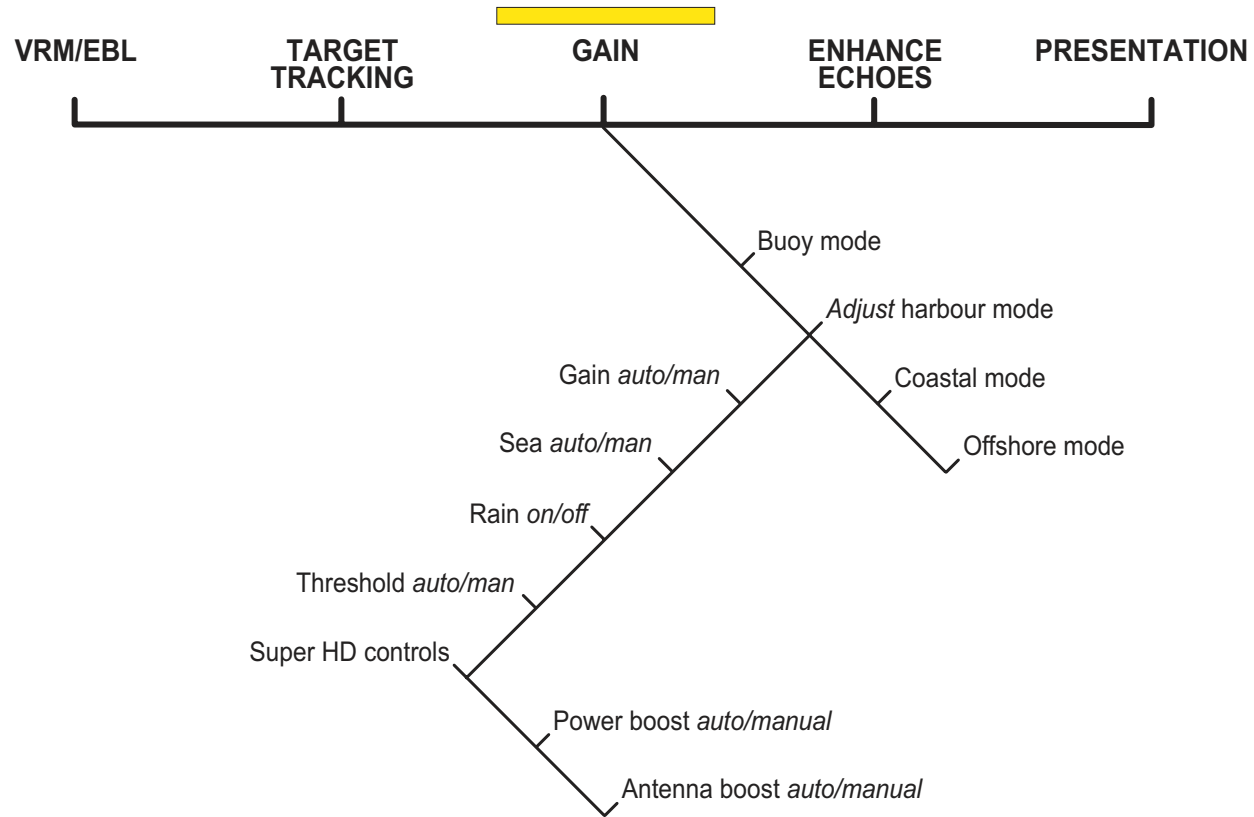 VRM/EBL
TARGET
TRACKING
GAIN
ENHANCE
ECHOES
PRESENTATION
Buoy mode
Adjust harbour mode
Gain auto/man
Coastal mode
Sea auto/man
Offshore mode
Rain on/off
Threshold auto/man
Super HD controls
Power boost auto/manual
Antenna boost auto/manual